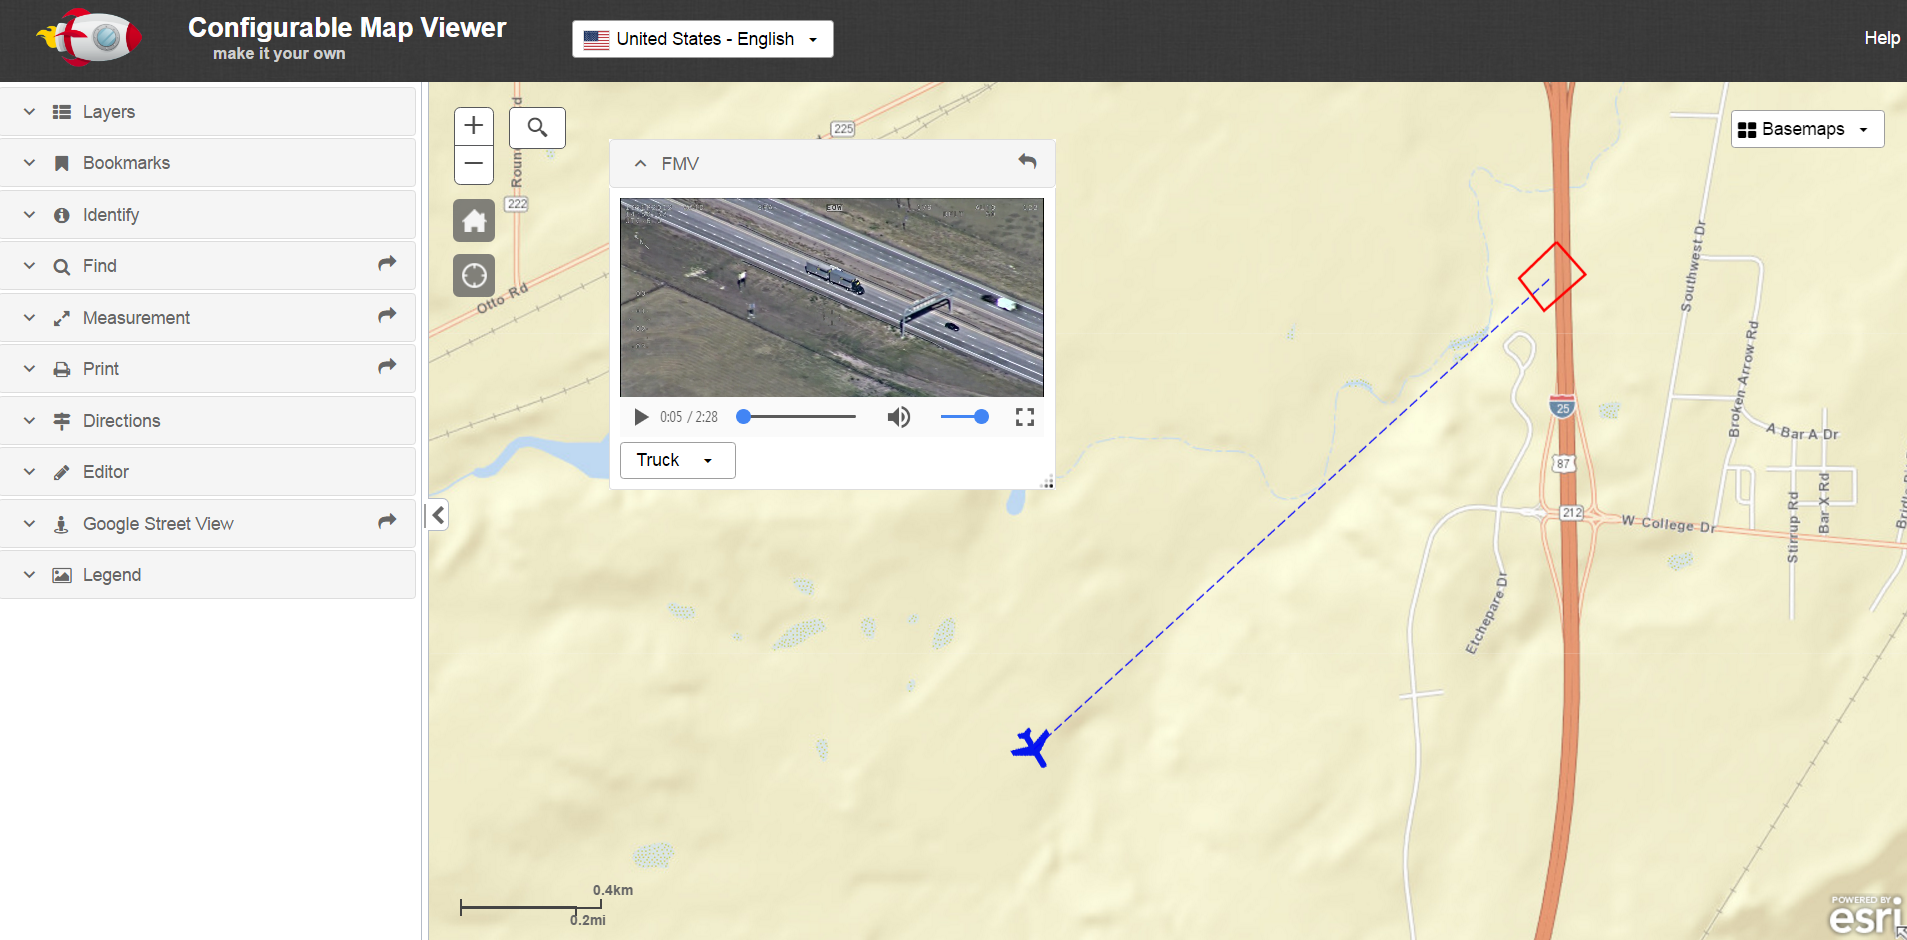 Configurable Map Viewer
make it your own
United States - English
Help
Layers
Bookmarks
Identify
Find
Measurement
Print
Directions
Editor
Google Street View
Legend
225
222
Otto Rd
FMV
0:05 / 2:28
Truck
Basemaps
Southwest Dr
Broken Arrow Rd
A Bar A Dr
25
87
212
W College Dr
Stirrup Rd
Bar X Rd
Etchepare Dr
0.4km
0.2mi
POWERED BY
esri